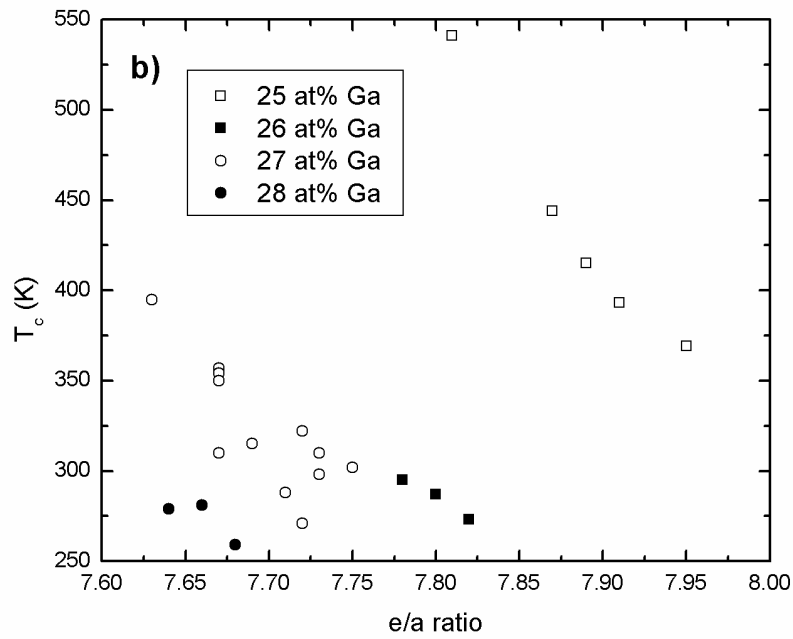 b)
25 at% Ga
26 at% Ga
27 at% Ga
28 at% Ga
550
500
450
400
350
300
250
T_c (K)
7.60 7.65 7.70 7.75 7.80 7.85 7.90 7.95 8.00
e/a ratio